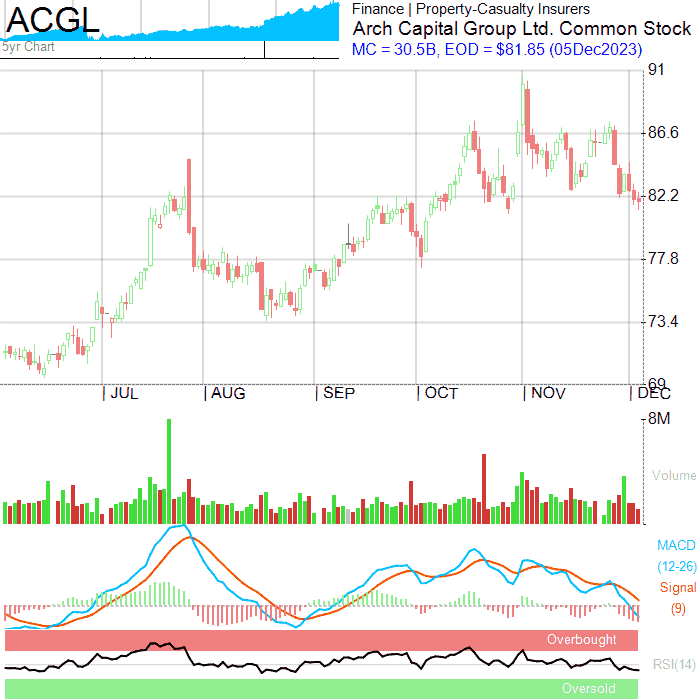 ACGL
5yr Chart
Finance | Property-Casualty Insurers
Arch Capital Group Ltd. Common Stock
MC = 30.5B, EOD = $81.85 (05Dec2023)
91
86.6
82.2
77.8
73.4
69
JUL AUG SEP OCT NOV DEC
8M
Volume
MACD
(12-26)
Signal
(9)
Overbought
RSI(14)
Oversold